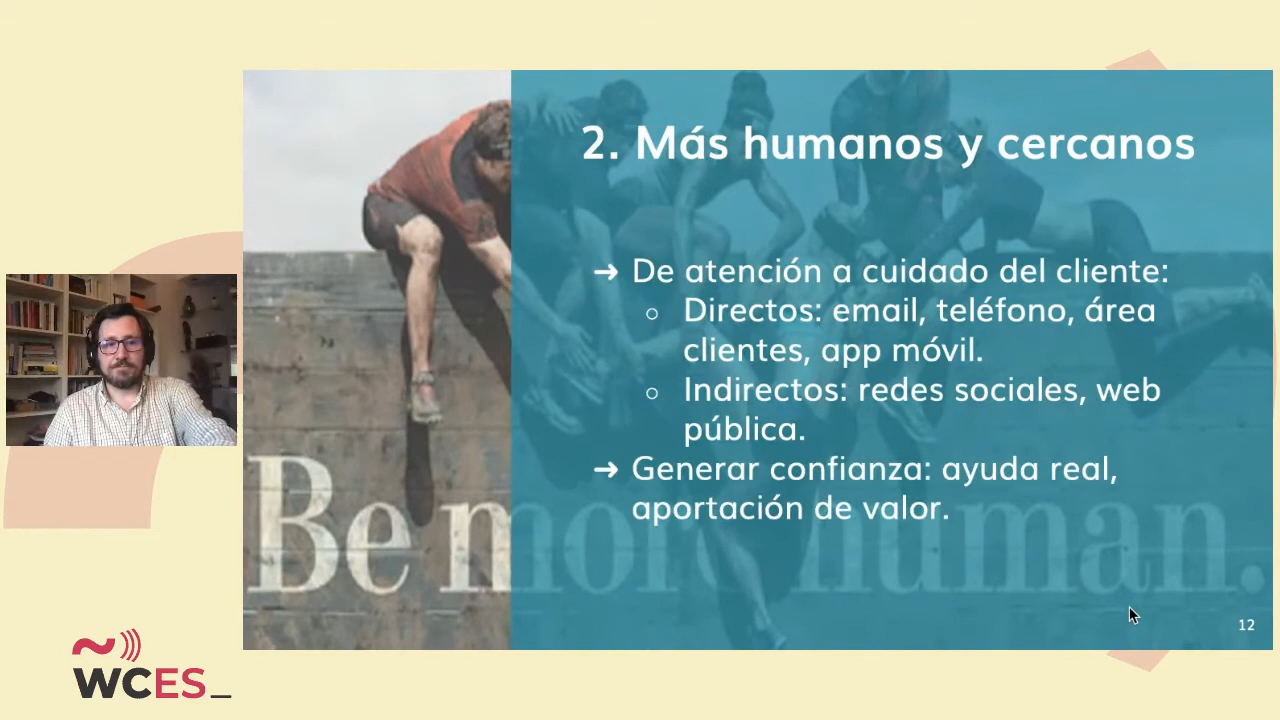 2. Más humanos y cercanos
➜ De atención a cuidado del cliente:
○ Directos: email, teléfono, área
clientes, app móvil.
○ Indirectos: redes sociales, web
pública.
➜ Generar confianza: ayuda real,
aportación de valor.
Be more human.
12
WCES_